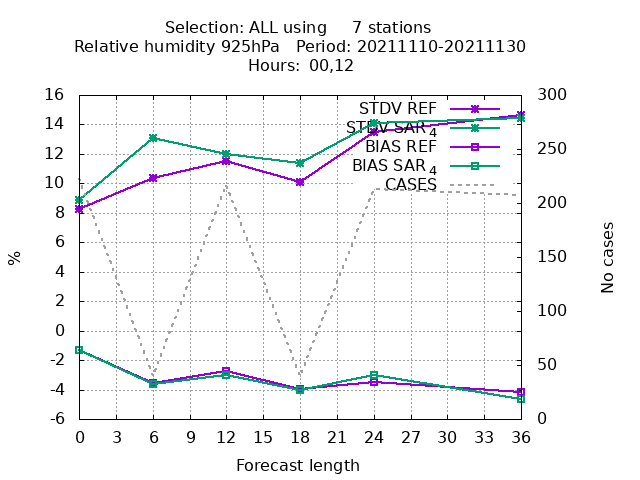 Selection: ALL using 7 stations
Relative humidity 925hPa Period: 20211110-20211130
Hours: 00,12
STDV REF
STDV SAR 4
BIAS REF
BIAS SAR 4
CASES
16
14
12
10
8
6
4
2
0
-2
-4
-6
300
250
200
150
100
50
0
%
No cases
0 3 6 9 12 15 18 21 24 27 30 33 36
Forecast length